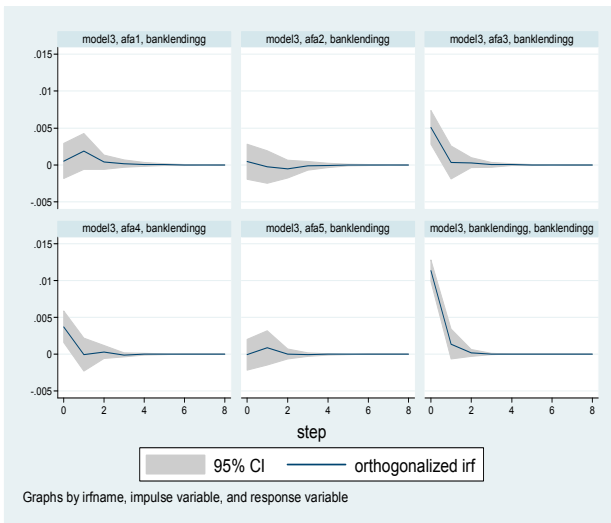 model3, afa1, banklendingg
model3, afa2, banklendingg
model3, afa3, banklendingg
.015
.01
.005
0
-.005
model3, afa4, banklendingg
model3, afa5, banklendingg
model3, banklendingg, banklendingg
.015
.01
.005
0
-.005
0 2 4 6 8
0 2 4 6 8
0 2 4 6 8
step
95% CI
orthogonalized irf
Graphs by irfname, impulse variable, and response variable